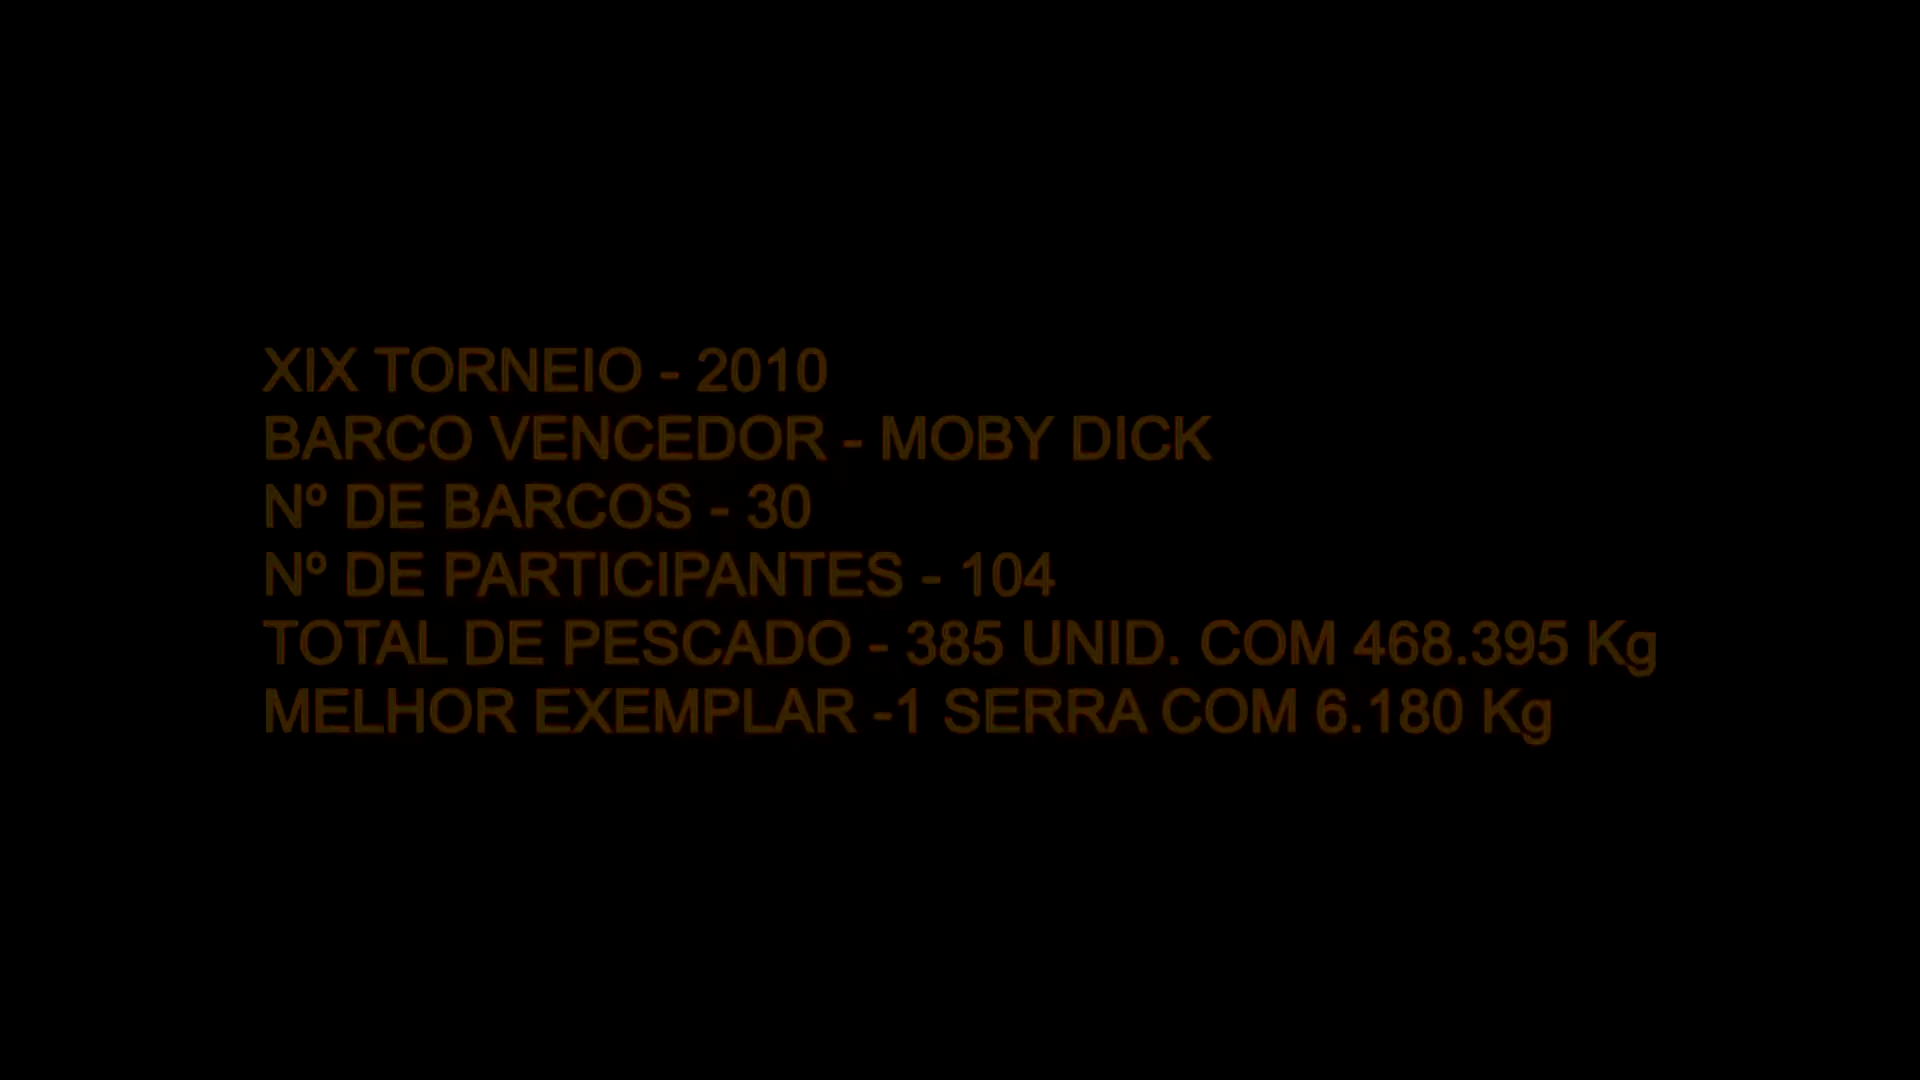 XIX TORNEIO - 2010
BARCO VENCEDOR - MOBY DICK
Nº DE BARCOS - 30
Nº DE PARTICIPANTES - 104
TOTAL DE PESCADO - 385 UNID. COM 468.395 Kg
MELHOR EXEMPLAR -1 SERRA COM 6.180 Kg